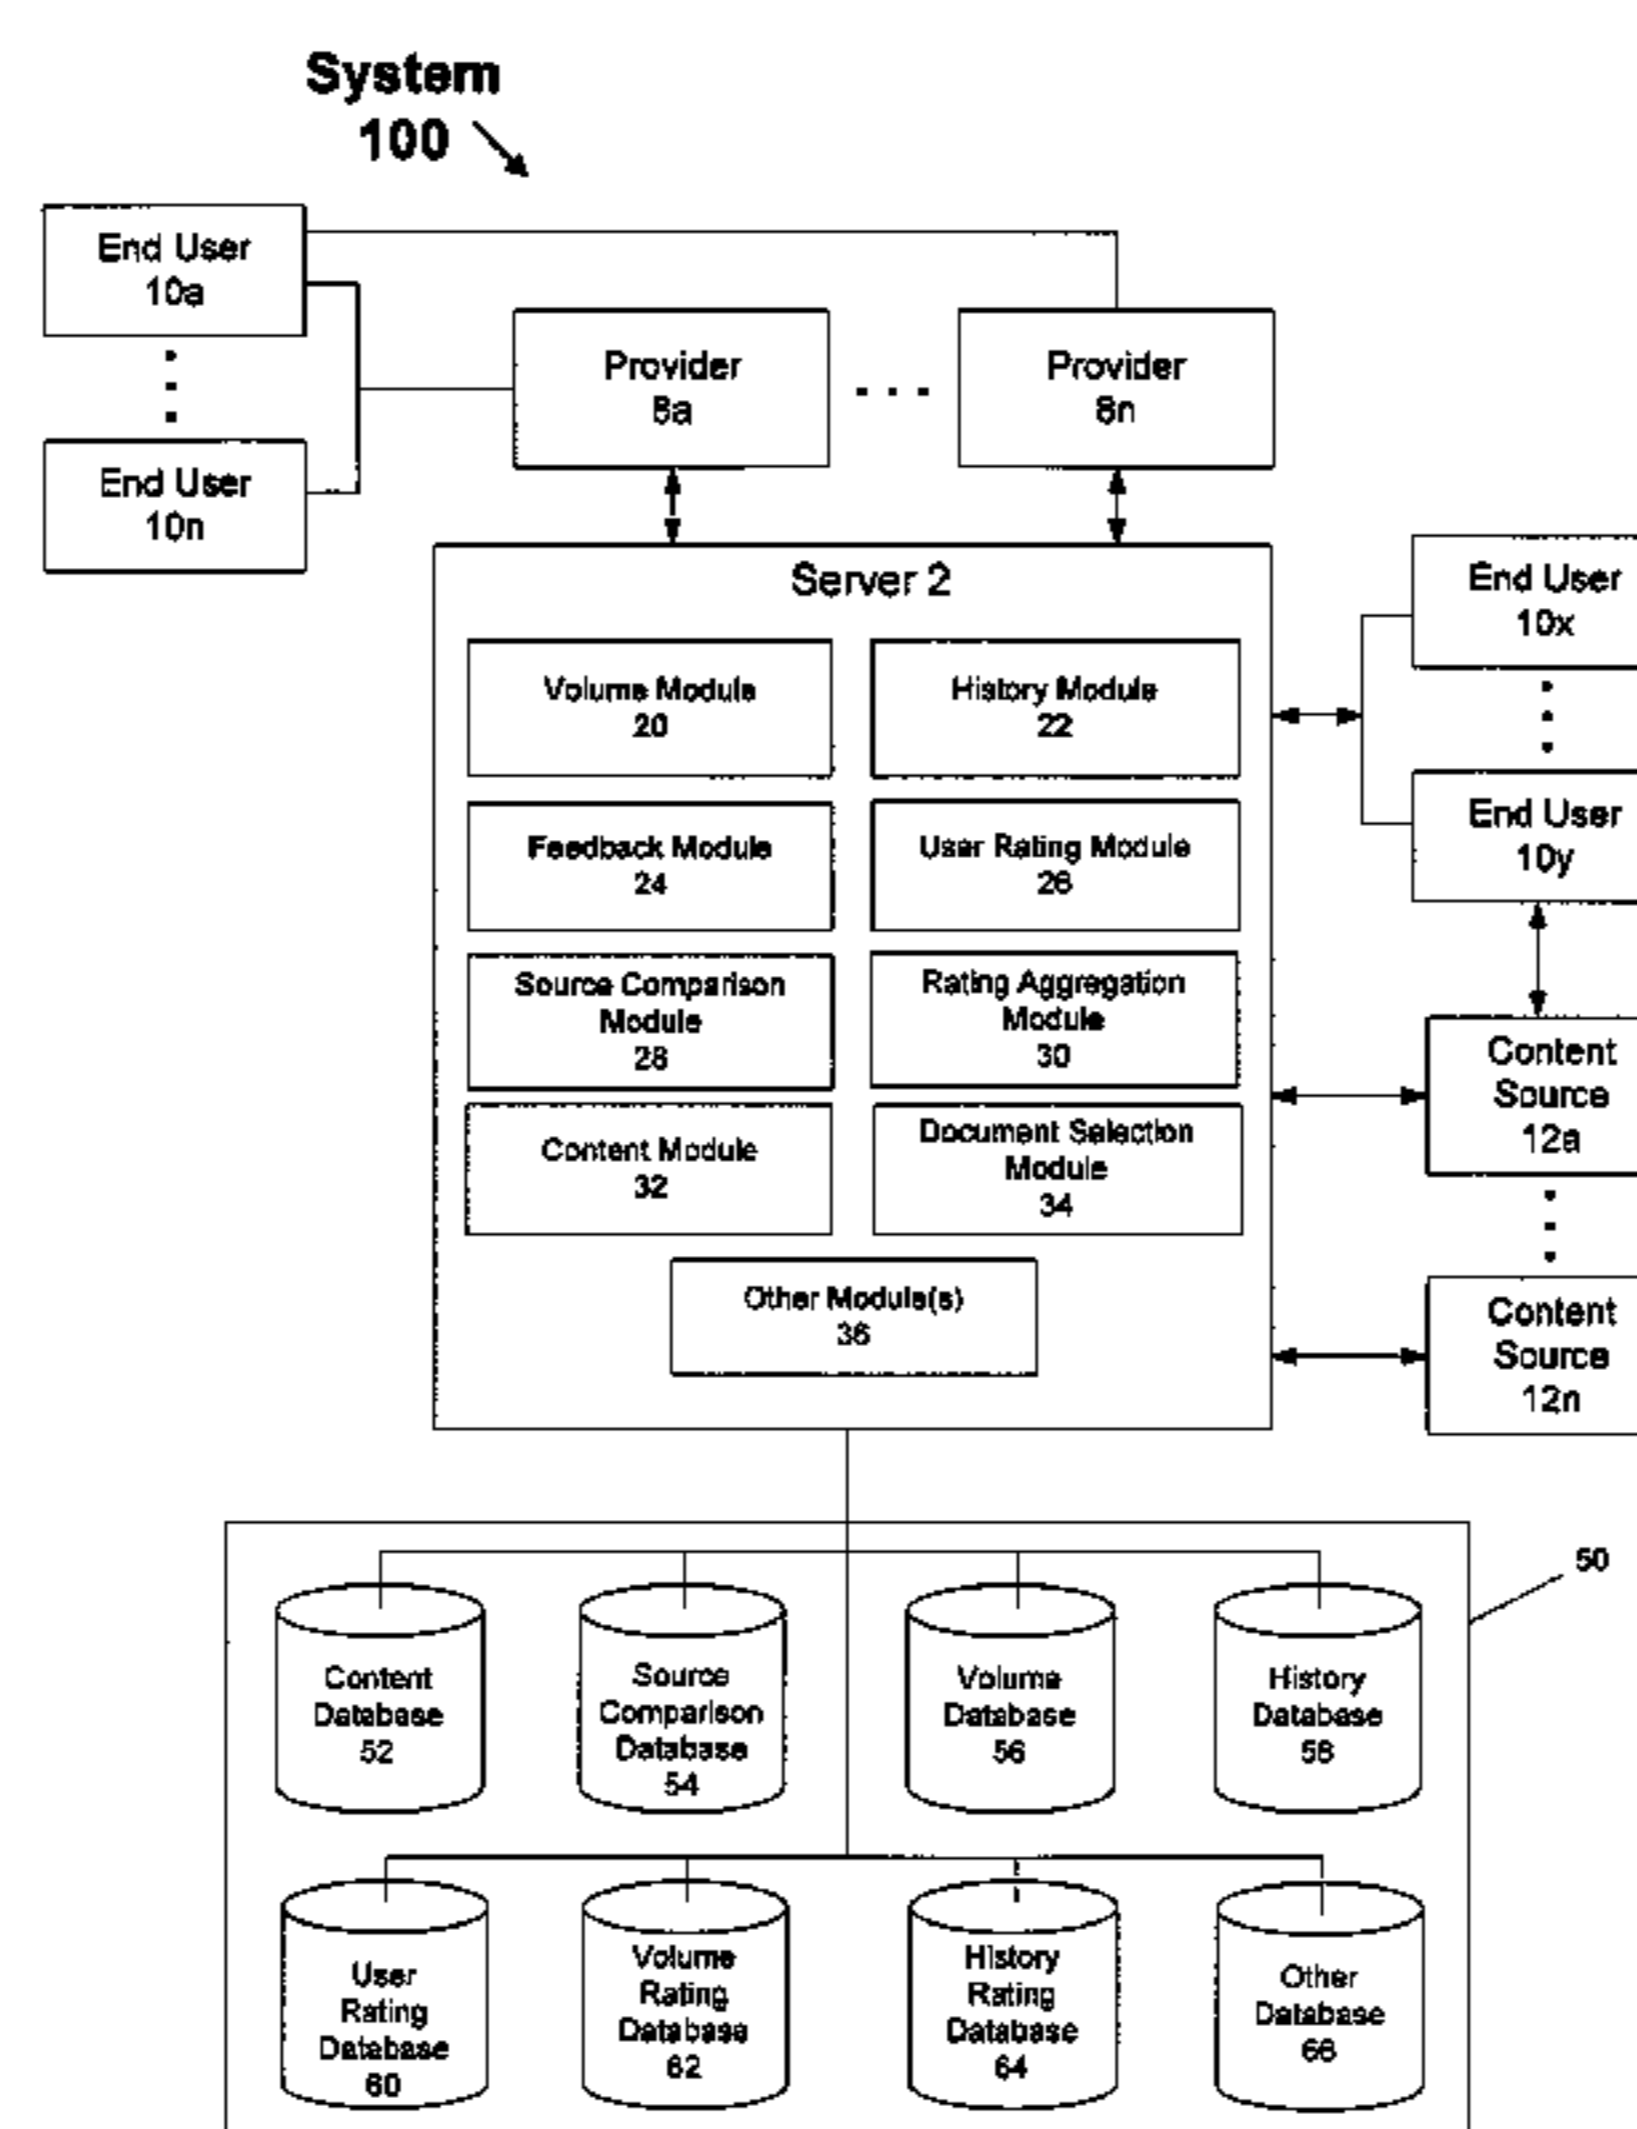 System
100
End User
10a
Provider
8a
. . .
Provider
8n
End User
10n
Server 2
End User
10x
Volume Module
20
History Module
22
End User
10y
Feedback Module
24
User Rating Module
26
Source Comparison
Module
28
Rating Aggregation
Module
30
Content
Source
12a
Content Module
32
Document Selection
Module
34
Other Module(s)
36
Content
Source
12n
50
Content
Database
52
Source
Comparison
Database
54
Volume
Database
56
History
Database
58
User
Rating
Database
60
Volume
Rating
Database
62
History
Rating
Database
64
Other
Database
66